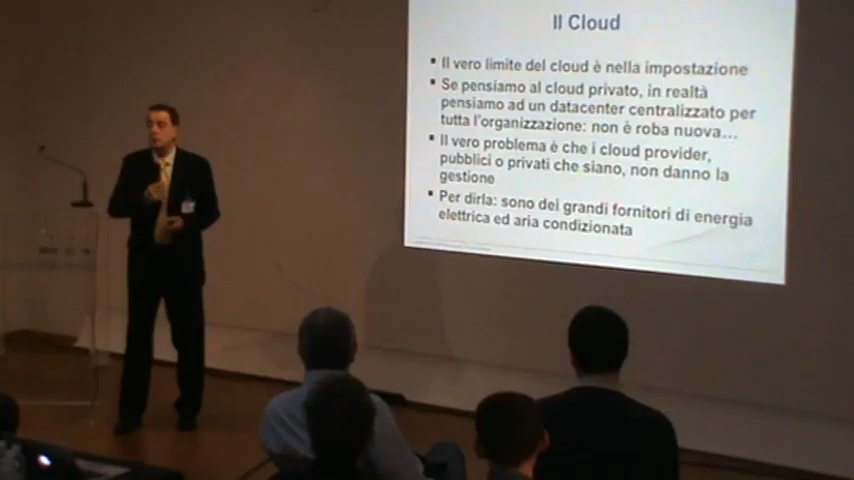 Il Cloud
Il vero limite del cloud è nella impostazione
Se pensiamo al cloud privato, in realtà
pensiamo ad un datacenter centralizzato per
tutta l'organizzazione: non è roba nuova…
Il vero problema è che i cloud provider,
pubblici o privati che siano, non danno la
gestione
Per dirla: sono dei grandi fornitori di energia
elettrica ed aria condizionata